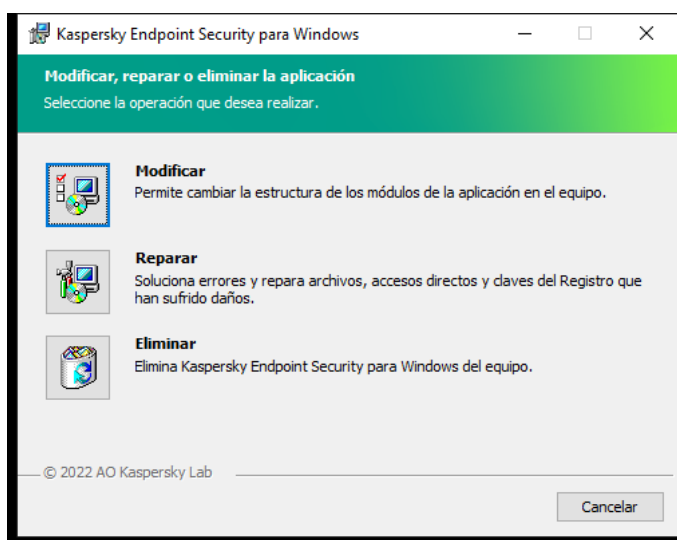 Kaspersky Endpoint Security para Windows
Modificar, reparar o eliminar la aplicación
Seleccione la operación que desea realizar.
Modificar
Permite cambiar la estructura de los módulos de la aplicación en el equipo.
Reparar
Soluciona errores y repara archivos, accesos directos y claves del Registro que
han sufrido daños.
Eliminar
Elimina Kaspersky Endpoint Security para Windows del equipo.
© 2022 AO Kaspersky Lab
Cancelar